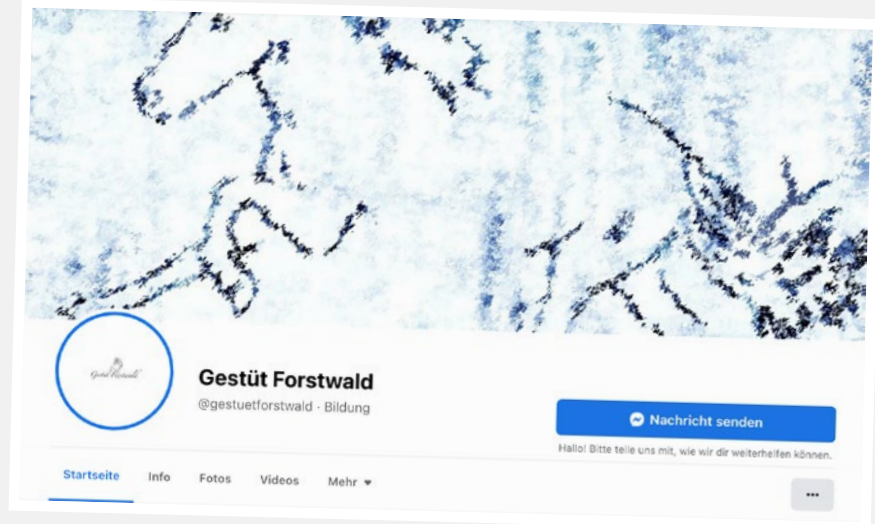 Gestüt Forstwald
@gestuetforstwald · Bildung
Nachricht senden
Hallo! Bitte teile uns mit, wie wir dir weiterhelfen können.
Startseite
Info
Fotos
Videos
Mehr